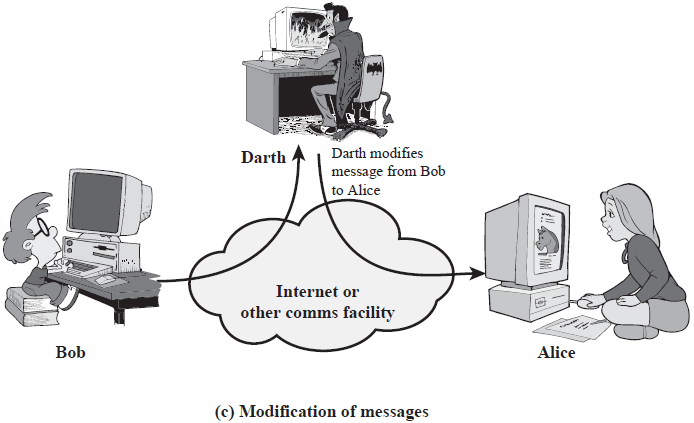 Darth
Darth modifies
message from Bob
to Alice
Internet or
other comms facility
Bob
Alice
(c) Modification of messages